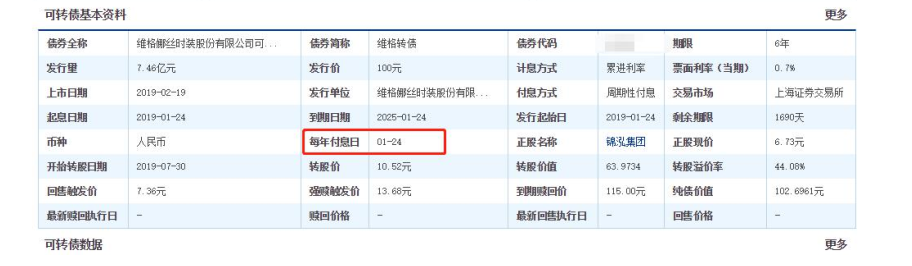 可转债基本资料 更多
债券全称 维格娜丝时装股份有限公司可... 债券简称 维格转债 债券代码 期限 6年
发行量 7.46亿元 发行价 100元 计息方式 累进利率 票面利率（当期） 0.7%
上市日期 2019-02-19 发行单位 维格娜丝时装股份有限... 付息方式 周期性付息 交易市场 上海证券交易所
起息日期 2019-01-24 到期日期 2025-01-24 发行起始日 2019-01-24 剩余期限 1690天
币种 人民币 每年付息日 01-24 正股名称 锦泓集团 正股现价 6.73元
开始转股日期 2019-07-30 转股价 10.52元 转股价值 63.9734 转股溢价率 44.08%
回售触发价 7.36元 强赎触发价 13.68元 到期赎回价 115.00元 纯债价值 102.6961元
最新赎回执行日 - 赎回价格 - 最新回售执行日 - 回售价格 -
可转债数据 更多